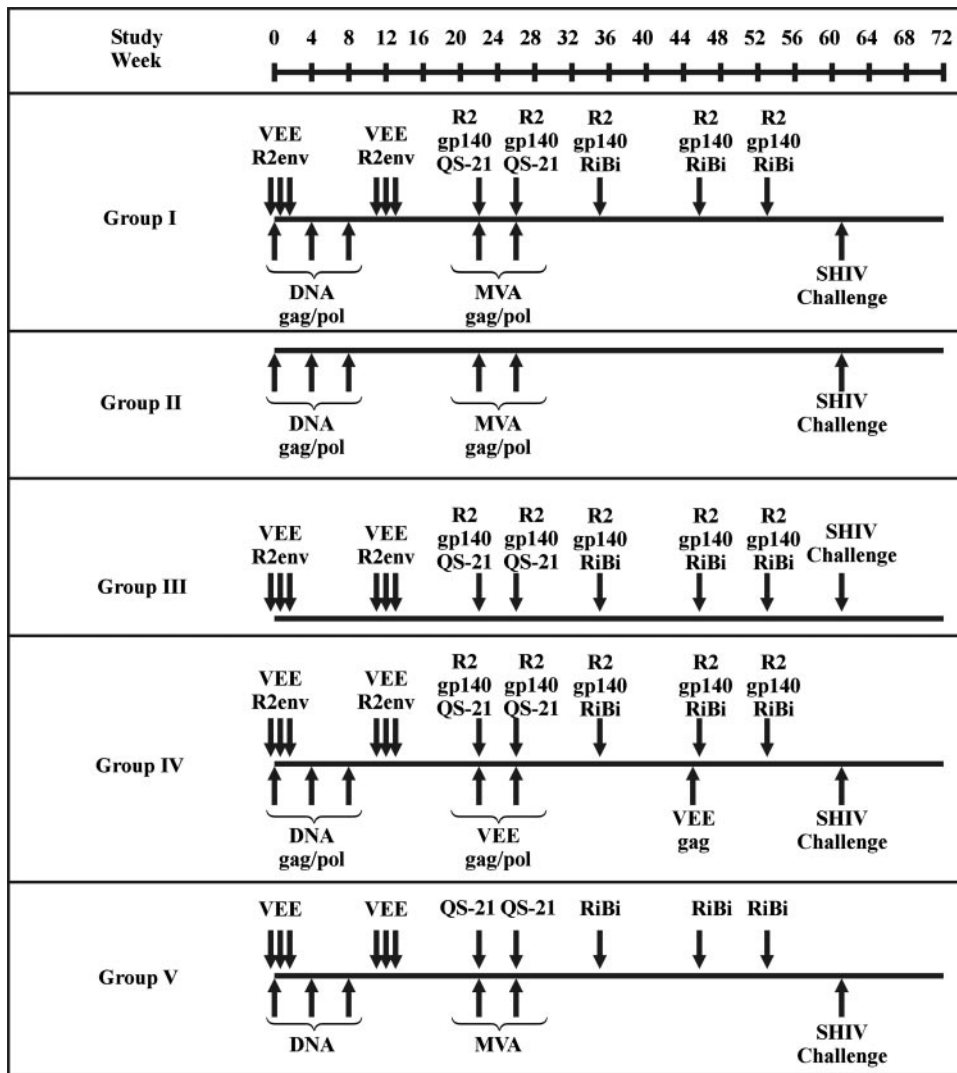 Study
Week
0 4 8 12 16 20 24 28 32 36 40 44 48 52 56 60 64 68 72
Group I
VEE
R2env
VEE
R2env
R2
gp140
QS-21
R2
gp140
QS-21
R2
gp140
RiBi
R2
gp140
RiBi
R2
gp140
RiBi
DNA
gag/pol
MVA
gag/pol
SHIV
Challenge
Group II
DNA
gag/pol
MVA
gag/pol
SHIV
Challenge
Group III
VEE
R2env
VEE
R2env
R2
gp140
QS-21
R2
gp140
QS-21
R2
gp140
RiBi
R2
gp140
RiBi
R2
gp140
RiBi
SHIV
Challenge
Group IV
VEE
R2env
VEE
R2env
R2
gp140
QS-21
R2
gp140
QS-21
R2
gp140
RiBi
R2
gp140
RiBi
R2
gp140
RiBi
DNA
gag/pol
VEE
gag/pol
VEE
gag
SHIV
Challenge
Group V
VEE
VEE
QS-21
QS-21
RiBi
RiBi
RiBi
DNA
MVA
SHIV
Challenge